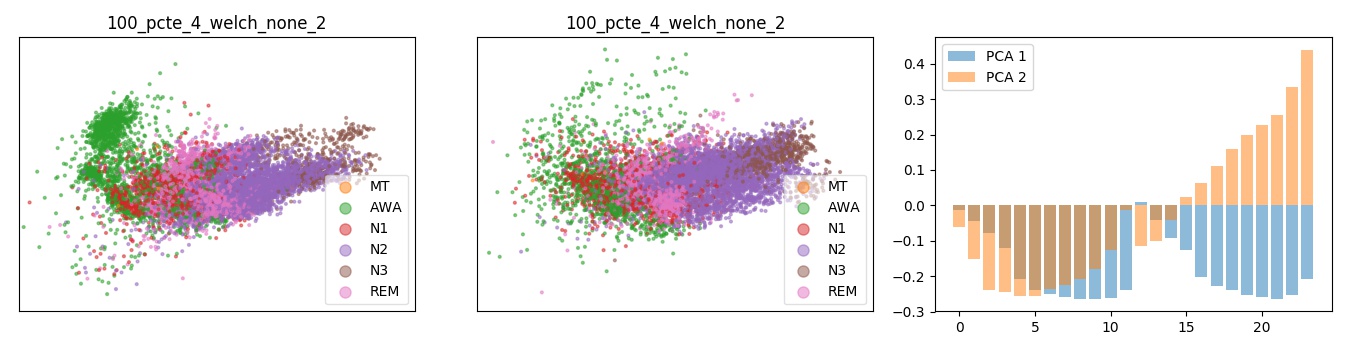 100_pcte_4_welch_none_2
MT
AWA
N1
N2
N3
REM
100_pcte_4_welch_none_2
MT
AWA
N1
N2
N3
REM
PCA 1
PCA 2
0.4
0.3
0.2
0.1
0.0
−0.1
−0.2
−0.3
0 5 10 15 20